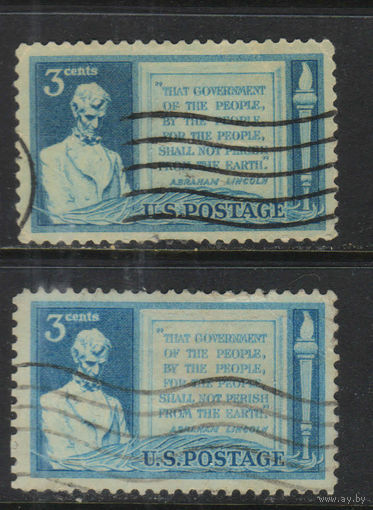 3 cents
"THAT GOVERNMENT
OF THE PEOPLE,
BY THE PEOPLE,
FOR THE PEOPLE,
SHALL NOT PERISH
FROM THE EARTH."
ABRAHAM LINCOLN
U.S.POSTAGE
3 cents
"THAT GOVERNMENT
OF THE PEOPLE,
BY THE PEOPLE,
FOR THE PEOPLE,
SHALL NOT PERISH
FROM THE EARTH."
ABRAHAM LINCOLN
U.S.POSTAGE
ay.by